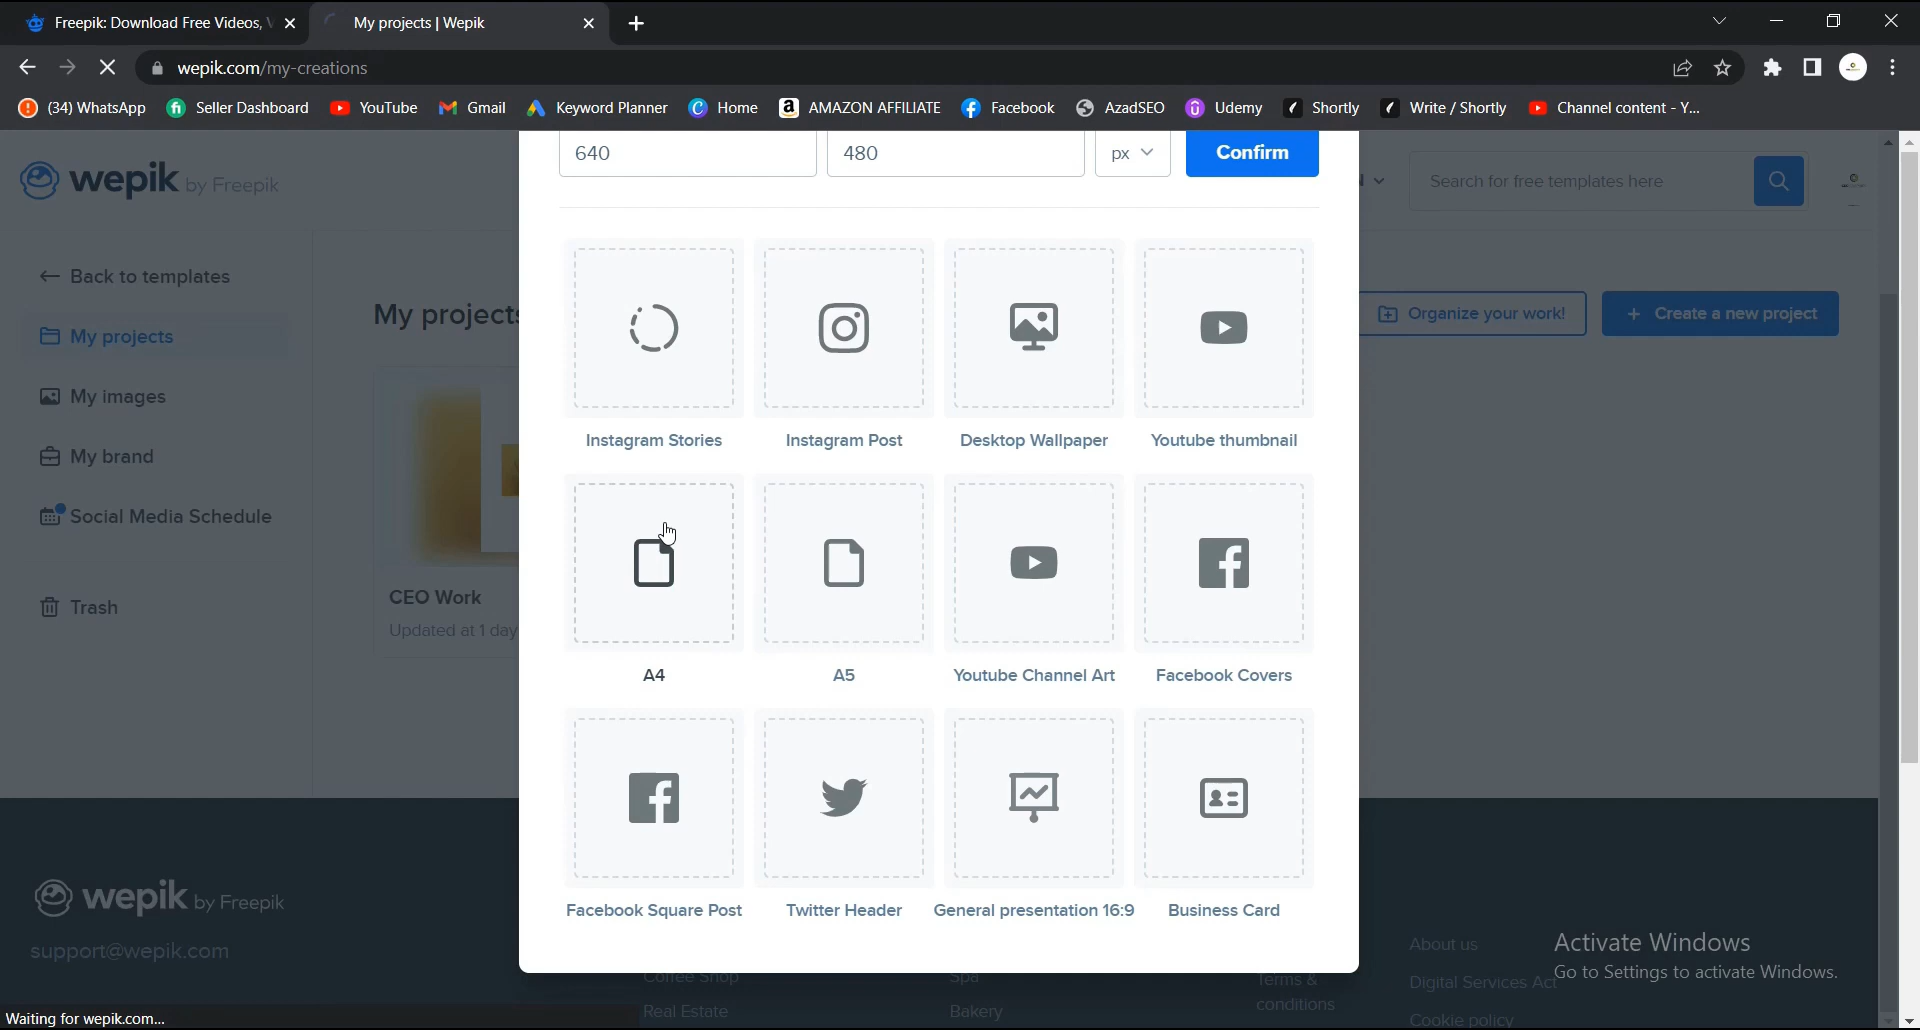 Freepik: Download Free Videos,
My projects | Wepik
wepik.com/my-creations
(34) WhatsApp
Seller Dashboard
YouTube
Gmail
Keyword Planner
Home
AMAZON AFFILIATE
Facebook
AzadSEO
Udemy
Shortly
Write / Shortly
Channel content - Y...
wepik by Freepik
640
480
px
Confirm
Search for free templates here
Back to templates
My projects
My images
My brand
Social Media Schedule
Trash
My projects
Organize your work!
+ Create a new project
CEO Work
Updated at 1 day
Instagram Stories
Instagram Post
Desktop Wallpaper
Youtube thumbnail
A4
A5
Youtube Channel Art
Facebook Covers
Facebook Square Post
Twitter Header
General presentation 16:9
Business Card
wepik by Freepik
support@wepik.com
Coffee Shop
Real Estate
Spa
Bakery
Terms &
conditions
About us
Digital Services Act
Cookie policy
Activate Windows
Go to Settings to activate Windows.
Waiting for wepik.com...